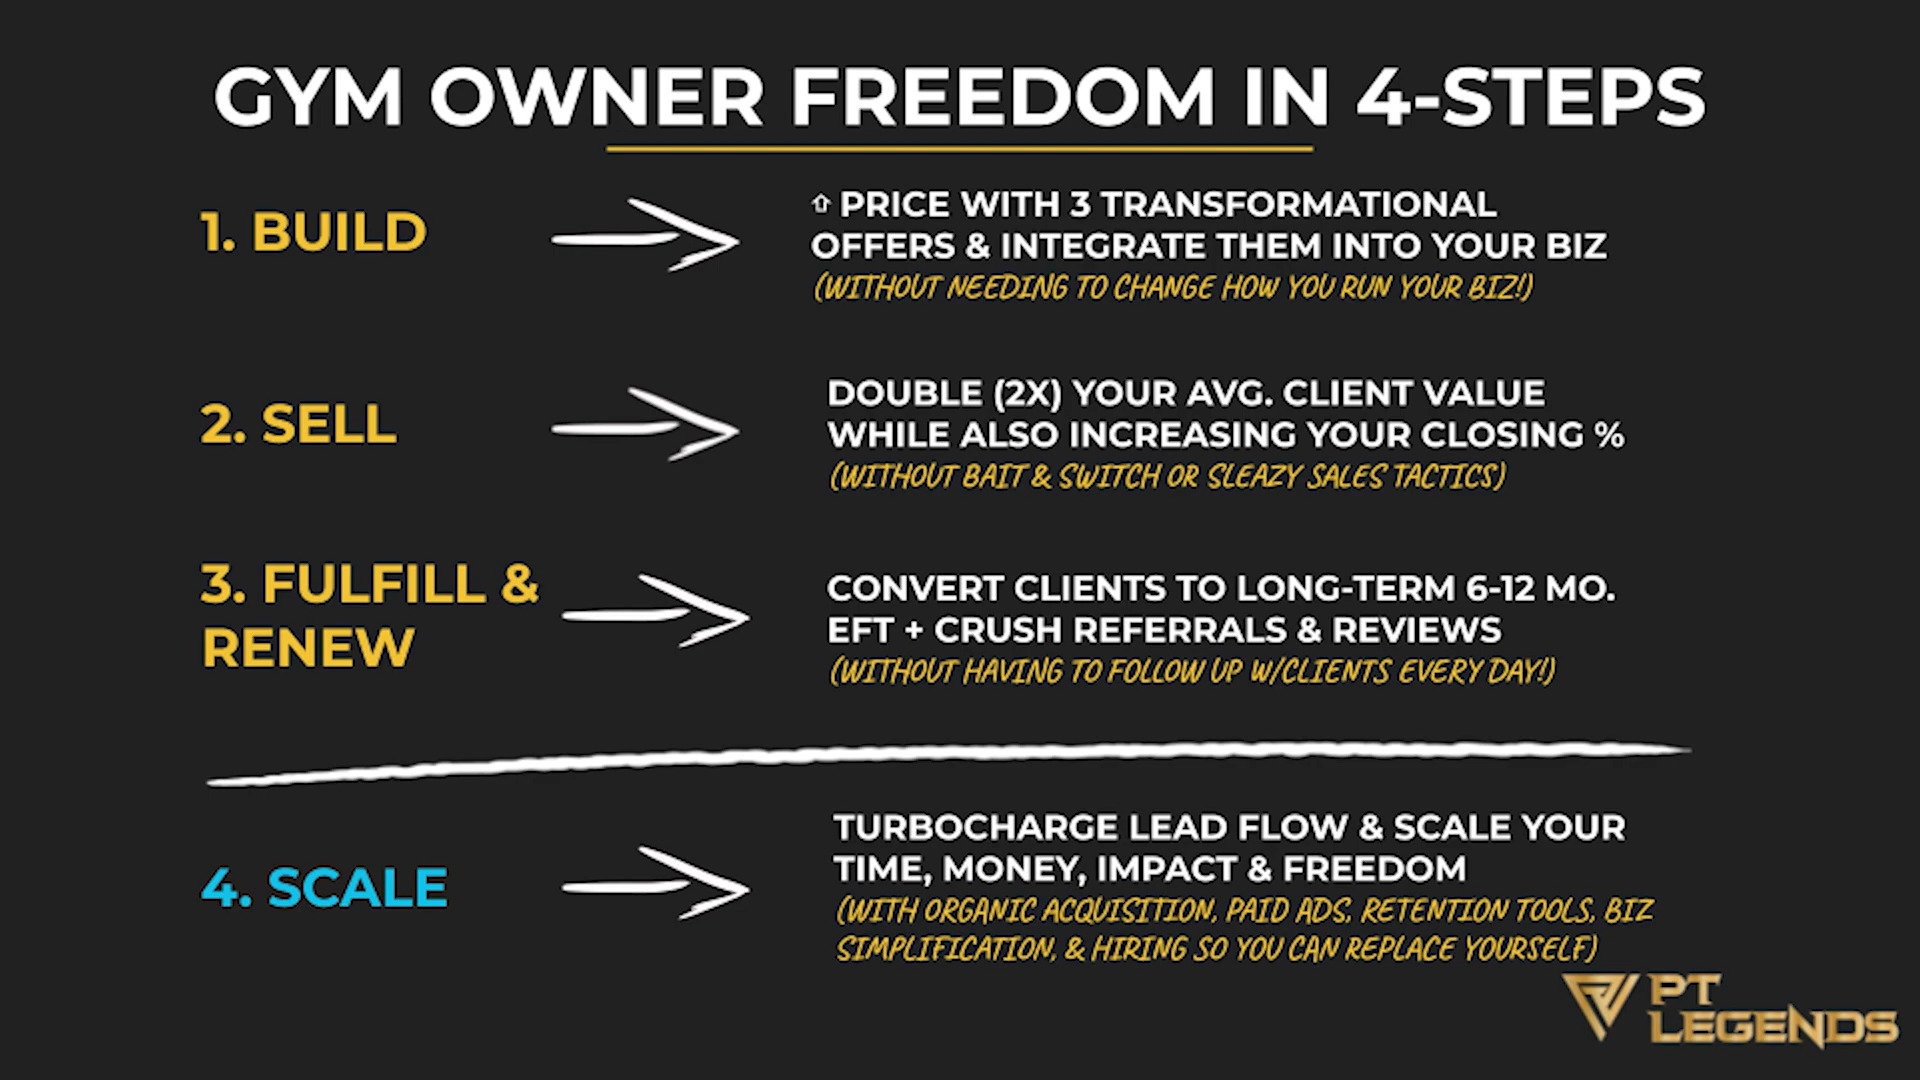 GYM OWNER FREEDOM IN 4-STEPS
1. BUILD
⇧ PRICE WITH 3 TRANSFORMATIONAL
OFFERS & INTEGRATE THEM INTO YOUR BIZ
(WITHOUT NEEDING TO CHANGE HOW YOU RUN YOUR BIZ!)
2. SELL
DOUBLE (2X) YOUR AVG. CLIENT VALUE
WHILE ALSO INCREASING YOUR CLOSING %
(WITHOUT BAIT & SWITCH OR SLEAZY SALES TACTICS)
3. FULFILL &
RENEW
CONVERT CLIENTS TO LONG-TERM 6-12 MO.
EFT + CRUSH REFERRALS & REVIEWS
(WITHOUT HAVING TO FOLLOW UP W/CLIENTS EVERY DAY!)
4. SCALE
TURBOCHARGE LEAD FLOW & SCALE YOUR
TIME, MONEY, IMPACT & FREEDOM
(WITH ORGANIC ACQUISITION, PAID ADS, RETENTION TOOLS, BIZ
SIMPLIFICATION, & HIRING SO YOU CAN REPLACE YOURSELF)
PT
LEGENDS